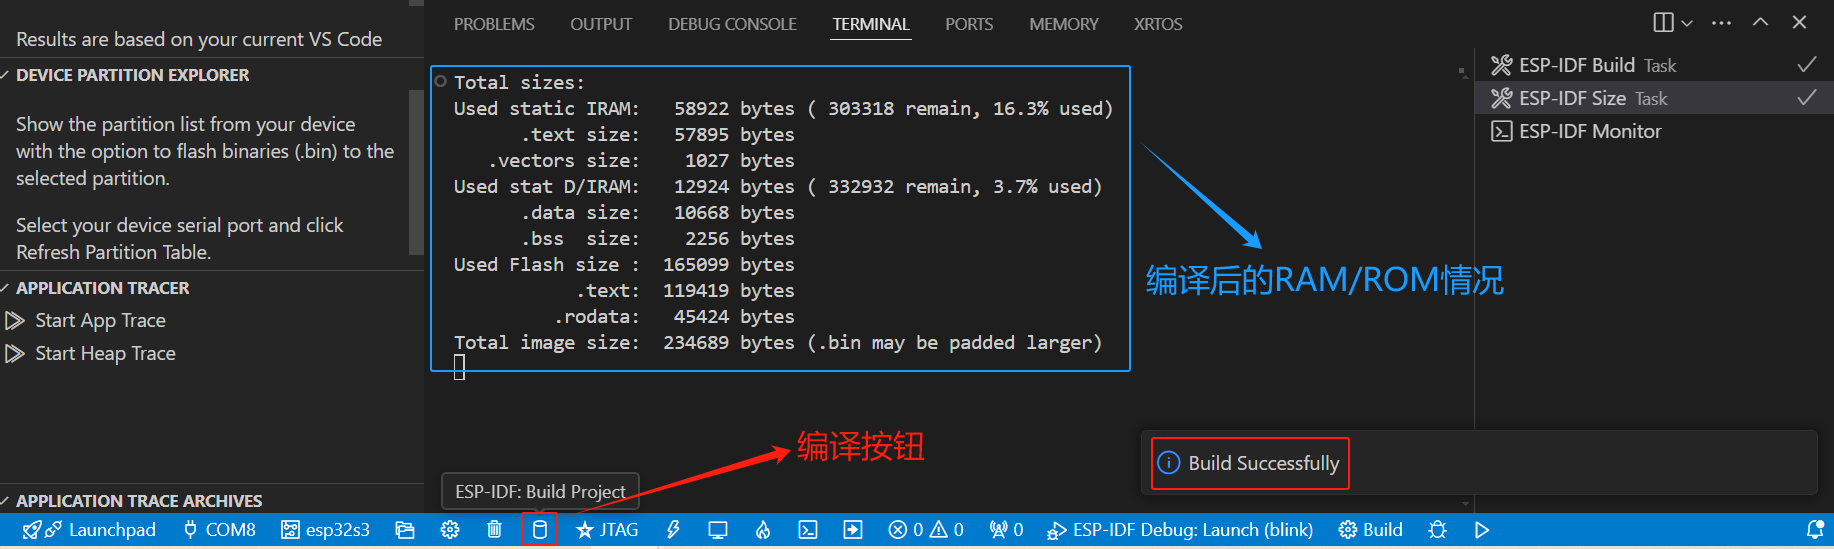 Results are based on your current VS Code
DEVICE PARTITION EXPLORER
Show the partition list from your device
with the option to flash binaries (.bin) to the
selected partition.
Select your device serial port and click
Refresh Partition Table.
APPLICATION TRACER
Start App Trace
Start Heap Trace
APPLICATION TRACE ARCHIVES
PROBLEMS OUTPUT DEBUG CONSOLE TERMINAL PORTS MEMORY XRTOS
Total sizes:
Used static IRAM: 58922 bytes ( 303318 remain, 16.3% used)
.text size: 57895 bytes
.vectors size: 1027 bytes
Used stat D/IRAM: 12924 bytes ( 332932 remain, 3.7% used)
.data size: 10668 bytes
.bss size: 2256 bytes
Used Flash size : 165099 bytes
.text: 119419 bytes
.rodata: 45424 bytes
Total image size: 234689 bytes (.bin may be padded larger)
编译后的RAM/ROM情况
ESP-IDF Build Task
ESP-IDF Size Task
ESP-IDF Monitor
编译按钮
Build Successfully
ESP-IDF: Build Project
Launchpad COM8 esp32s3 JTAG 0 0 0 ESP-IDF Debug: Launch (blink) Build